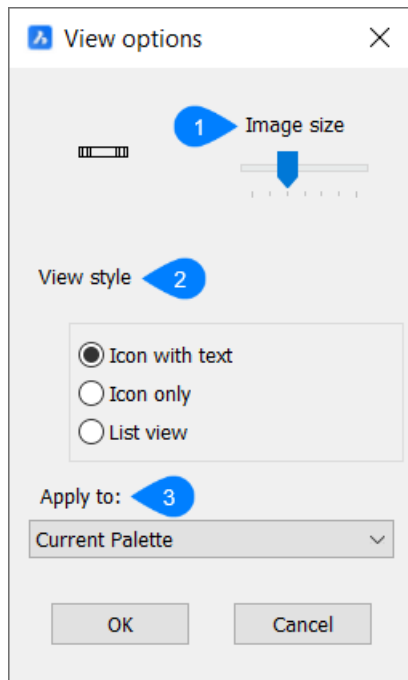 View options
1
Image size
View style
2
Icon with text
Icon only
List view
Apply to:
3
Current Palette
OK
Cancel